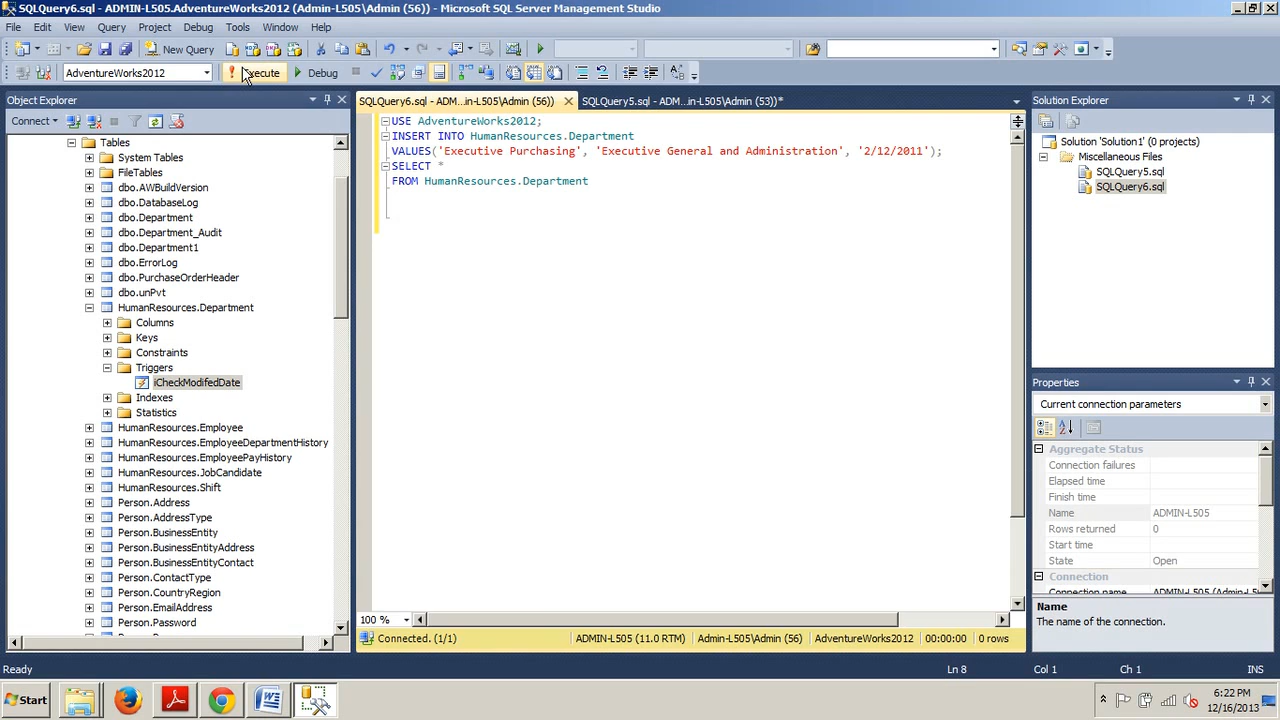 SQLQuery6.sql - ADMIN-L505.AdventureWorks2012 (Admin-L505\Admin (56)) - Microsoft SQL Server Management Studio
File Edit View Query Project Debug Tools Window Help
New Query
AdventureWorks2012 Execute Debug
Object Explorer
Connect
Tables
System Tables
FileTables
dbo.AWBuildVersion
dbo.DatabaseLog
dbo.Department
dbo.Department_Audit
dbo.Department1
dbo.ErrorLog
dbo.PurchaseOrderHeader
dbo.unPvt
HumanResources.Department
Columns
Keys
Constraints
Triggers
iCheckModifedDate
Indexes
Statistics
HumanResources.Employee
HumanResources.EmployeeDepartmentHistory
HumanResources.EmployeePayHistory
HumanResources.JobCandidate
HumanResources.Shift
Person.Address
Person.AddressType
Person.BusinessEntity
Person.BusinessEntityAddress
Person.BusinessEntityContact
Person.ContactType
Person.CountryRegion
Person.EmailAddress
Person.Password
SQLQuery6.sql - ADM...in-L505\Admin (56)) SQLQuery5.sql - ADM...in-L505\Admin (53))*
USE AdventureWorks2012;
INSERT INTO HumanResources.Department
VALUES('Executive Purchasing', 'Executive General and Administration', '2/12/2011');
SELECT *
FROM HumanResources.Department
100 %
Connected. (1/1) ADMIN-L505 (11.0 RTM) Admin-L505\Admin (56) AdventureWorks2012 00:00:00 0 rows
Solution Explorer
Solution 'Solution1' (0 projects)
Miscellaneous Files
SQLQuery5.sql
SQLQuery6.sql
Properties
Current connection parameters
Aggregate Status
Connection failures
Elapsed time
Finish time
Name ADMIN-L505
Rows returned 0
Start time
State Open
Connection
Connection name ADMIN-L505 (Admin-L5
Name
The name of the connection.
Ready Ln 8 Col 1 Ch 1 INS
Start 6:22 PM
12/16/2013